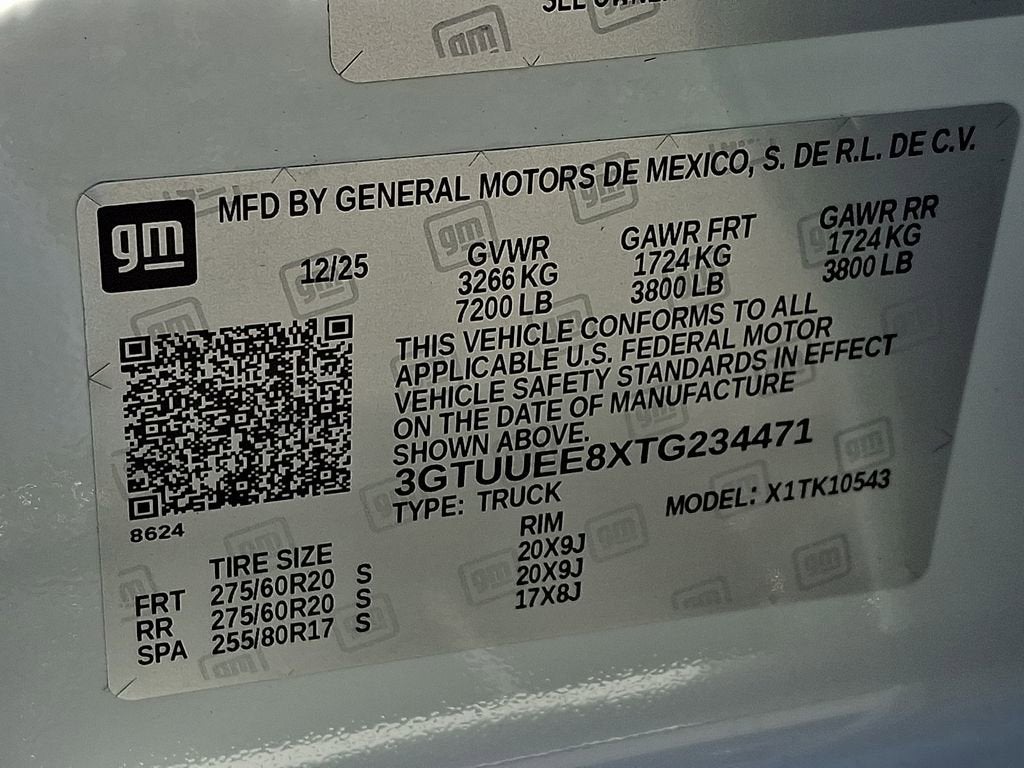 SEE OWNER
gm
MFD BY GENERAL MOTORS DE MEXICO, S. DE R.L. DE C.V.
gm
12/25
GVWR GAWR FRT GAWR RR
3266 KG 1724 KG 1724 KG
7200 LB 3800 LB 3800 LB
THIS VEHICLE CONFORMS TO ALL
APPLICABLE U.S. FEDERAL MOTOR
VEHICLE SAFETY STANDARDS IN EFFECT
ON THE DATE OF MANUFACTURE
SHOWN ABOVE.
3GTUUEE8XTG234471
TYPE: TRUCK MODEL: X1TK10543
8624
TIRE SIZE RIM
FRT 275/60R20 S 20X9J
RR 275/60R20 S 20X9J
SPA 255/80R17 S 17X8J